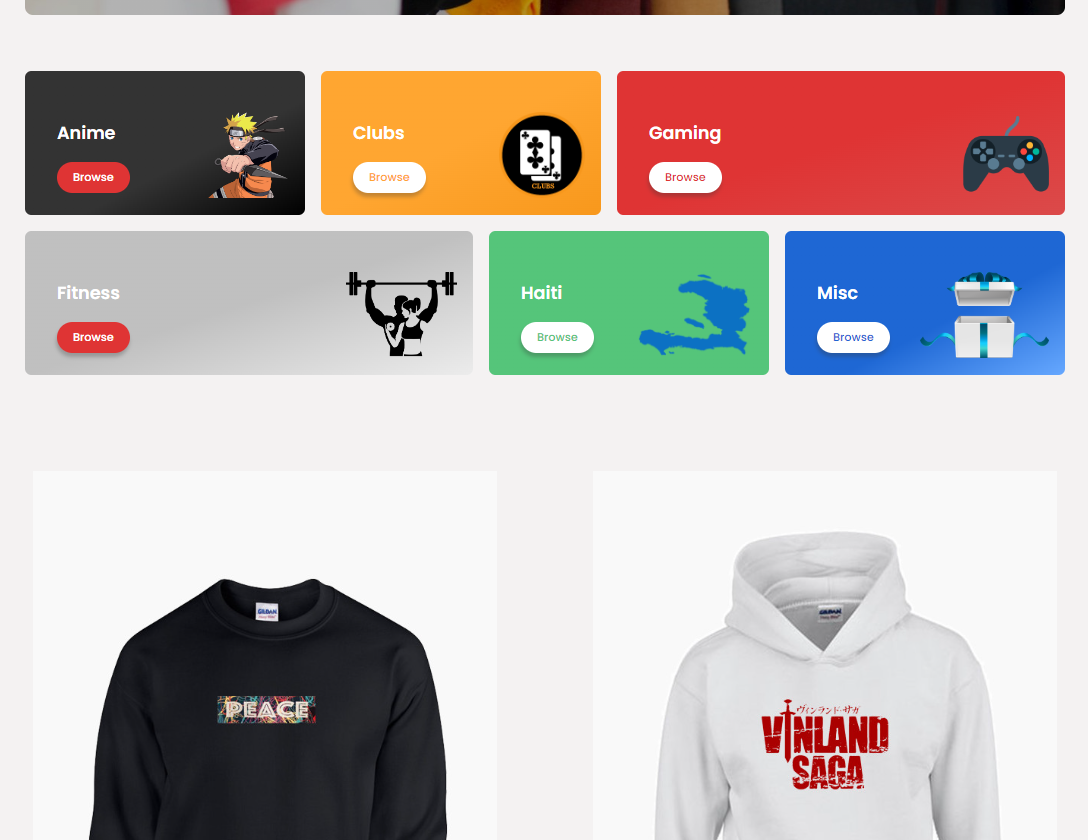 Anime
Browse
Clubs
Browse
CLUBS
Gaming
Browse
Fitness
Browse
Haiti
Browse
Misc
Browse
GILDAN
PEACE
GILDAN
ヴィンランド・サガ
VINLAND
SAGA